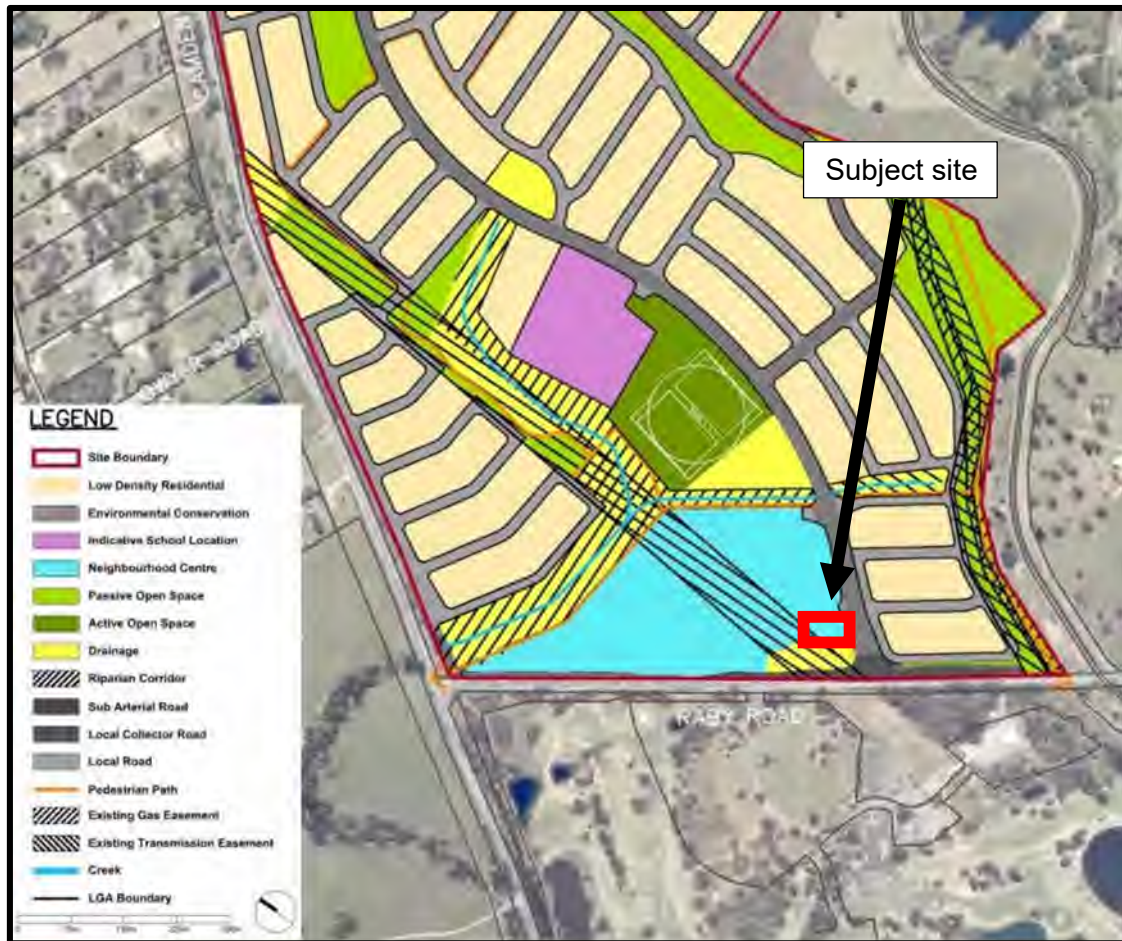 CAMDEN
Subject site
LEGEND
Site Boundary
Low Density Residential
Environmental Conservation
Indicative School Location
Neighbourhood Centre
Passive Open Space
Active Open Space
Drainage
Riparian Corridor
Sub Arterial Road
Local Collector Road
Local Road
Pedestrian Path
Existing Gas Easement
Existing Transmission Easement
Creek
LGA Boundary
RABY ROAD